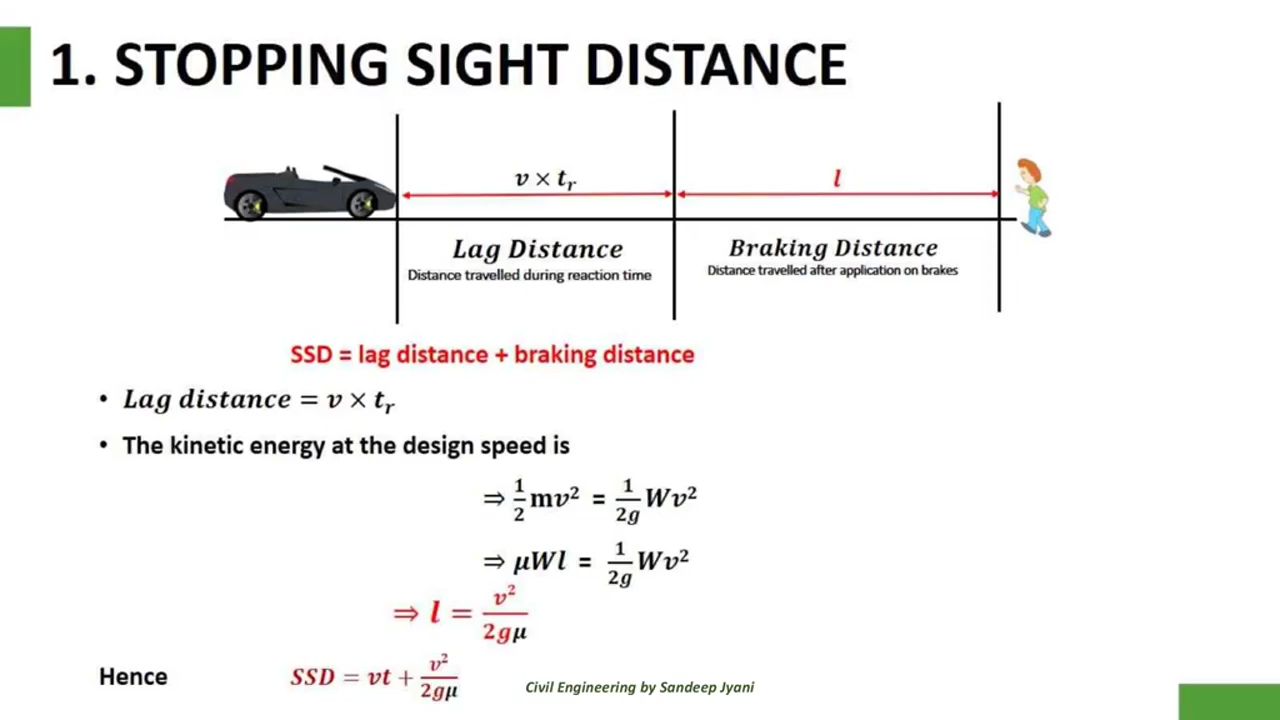 1. STOPPING SIGHT DISTANCE
v × tᵣ
l
Lag Distance
Distance travelled during reaction time
Braking Distance
Distance travelled after application on brakes
SSD = lag distance + braking distance
• Lag distance = v × tᵣ
• The kinetic energy at the design speed is
⇒ 1/2 mv² = 1/2g Wv²
⇒ μWl = 1/2g Wv²
⇒ l = v²/2gμ
Hence SSD = vt + v²/2gμ
Civil Engineering by Sandeep Jyani